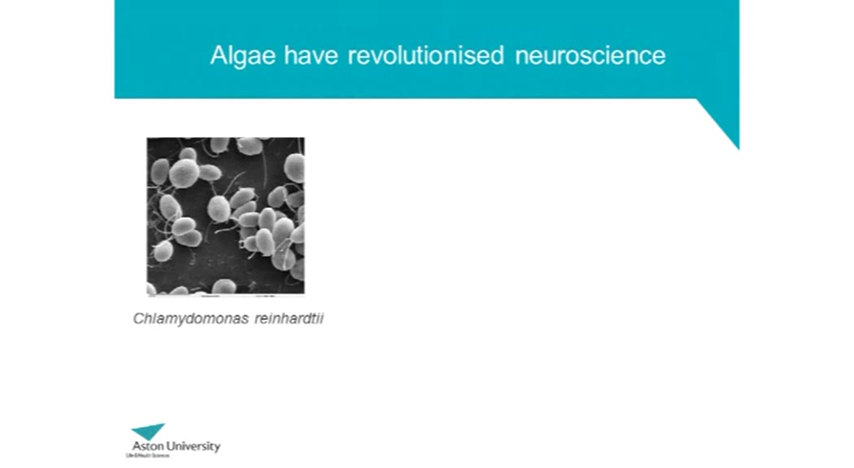 Algae have revolutionised neuroscience
Chlamydomonas reinhardtii
Aston University
Life & Health Sciences